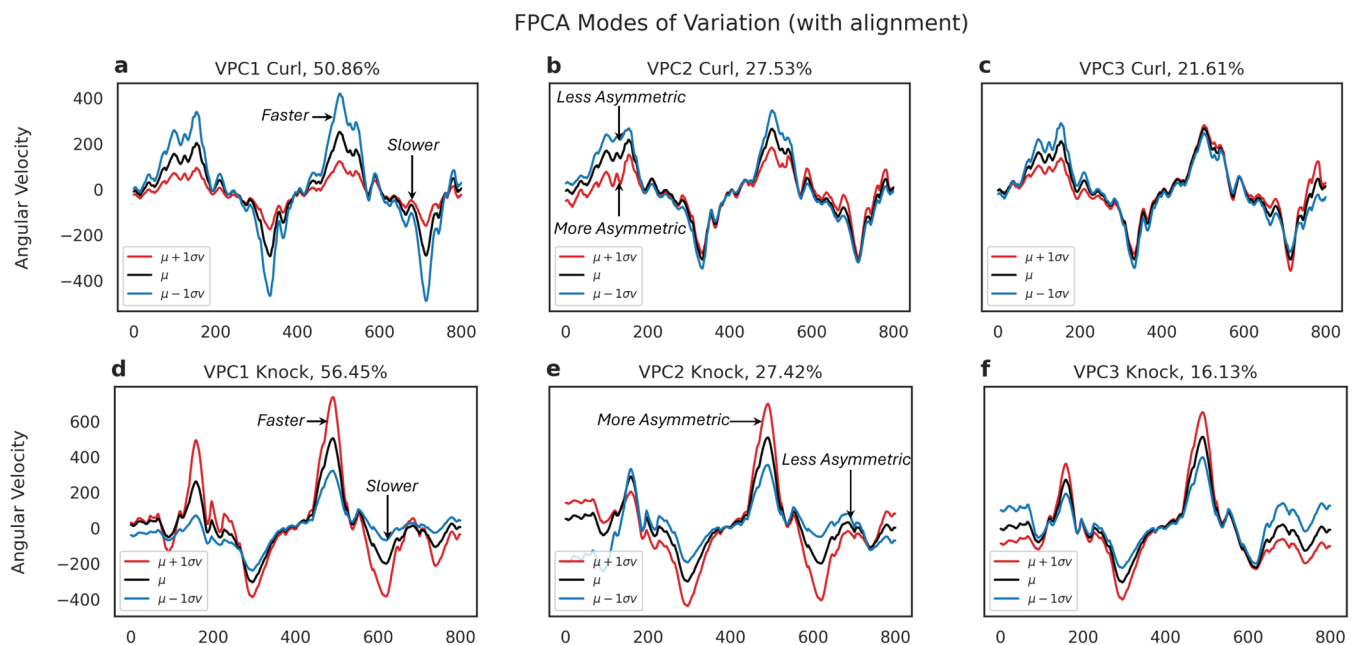 FPCA Modes of Variation (with alignment)
a
VPC1 Curl, 50.86%
Angular Velocity
400
200
0
−200
−400
Faster
Slower
μ + 1σv
μ
μ − 1σv
0 200 400 600 800
b
VPC2 Curl, 27.53%
Less Asymmetric
More Asymmetric
μ + 1σv
μ
μ − 1σv
0 200 400 600 800
c
VPC3 Curl, 21.61%
μ + 1σv
μ
μ − 1σv
0 200 400 600 800
d
VPC1 Knock, 56.45%
Angular Velocity
600
400
200
0
−200
−400
Faster
Slower
μ + 1σv
μ
μ − 1σv
0 200 400 600 800
e
VPC2 Knock, 27.42%
More Asymmetric
Less Asymmetric
μ + 1σv
μ
μ − 1σv
0 200 400 600 800
f
VPC3 Knock, 16.13%
μ + 1σv
μ
μ − 1σv
0 200 400 600 800